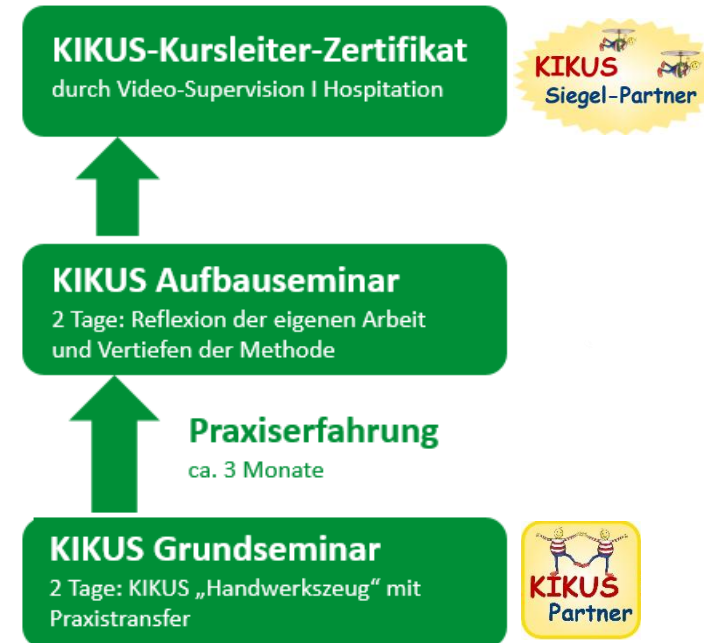 KIKUS-Kursleiter-Zertifikat
durch Video-Supervision I Hospitation
KIKUS
Siegel-Partner
KIKUS Aufbauseminar
2 Tage: Reflexion der eigenen Arbeit
und Vertiefen der Methode
Praxiserfahrung
ca. 3 Monate
KIKUS Grundseminar
2 Tage: KIKUS „Handwerkszeug“ mit
Praxistransfer
KIKUS
Partner